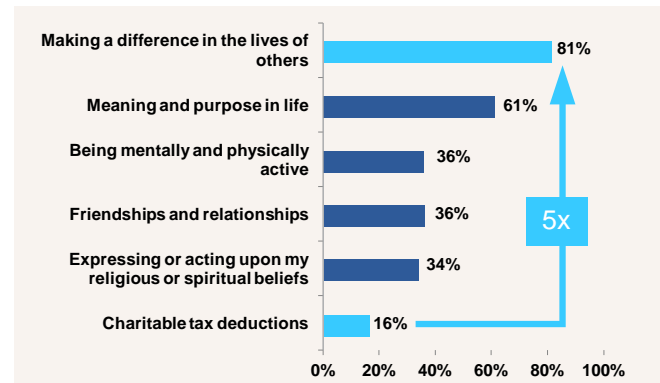 Making a difference in the lives of
others
81%
Meaning and purpose in life
61%
Being mentally and physically
active
36%
Friendships and relationships
36%
5x
Expressing or acting upon my
religious or spiritual beliefs
34%
Charitable tax deductions
16%
0% 20% 40% 60% 80% 100%